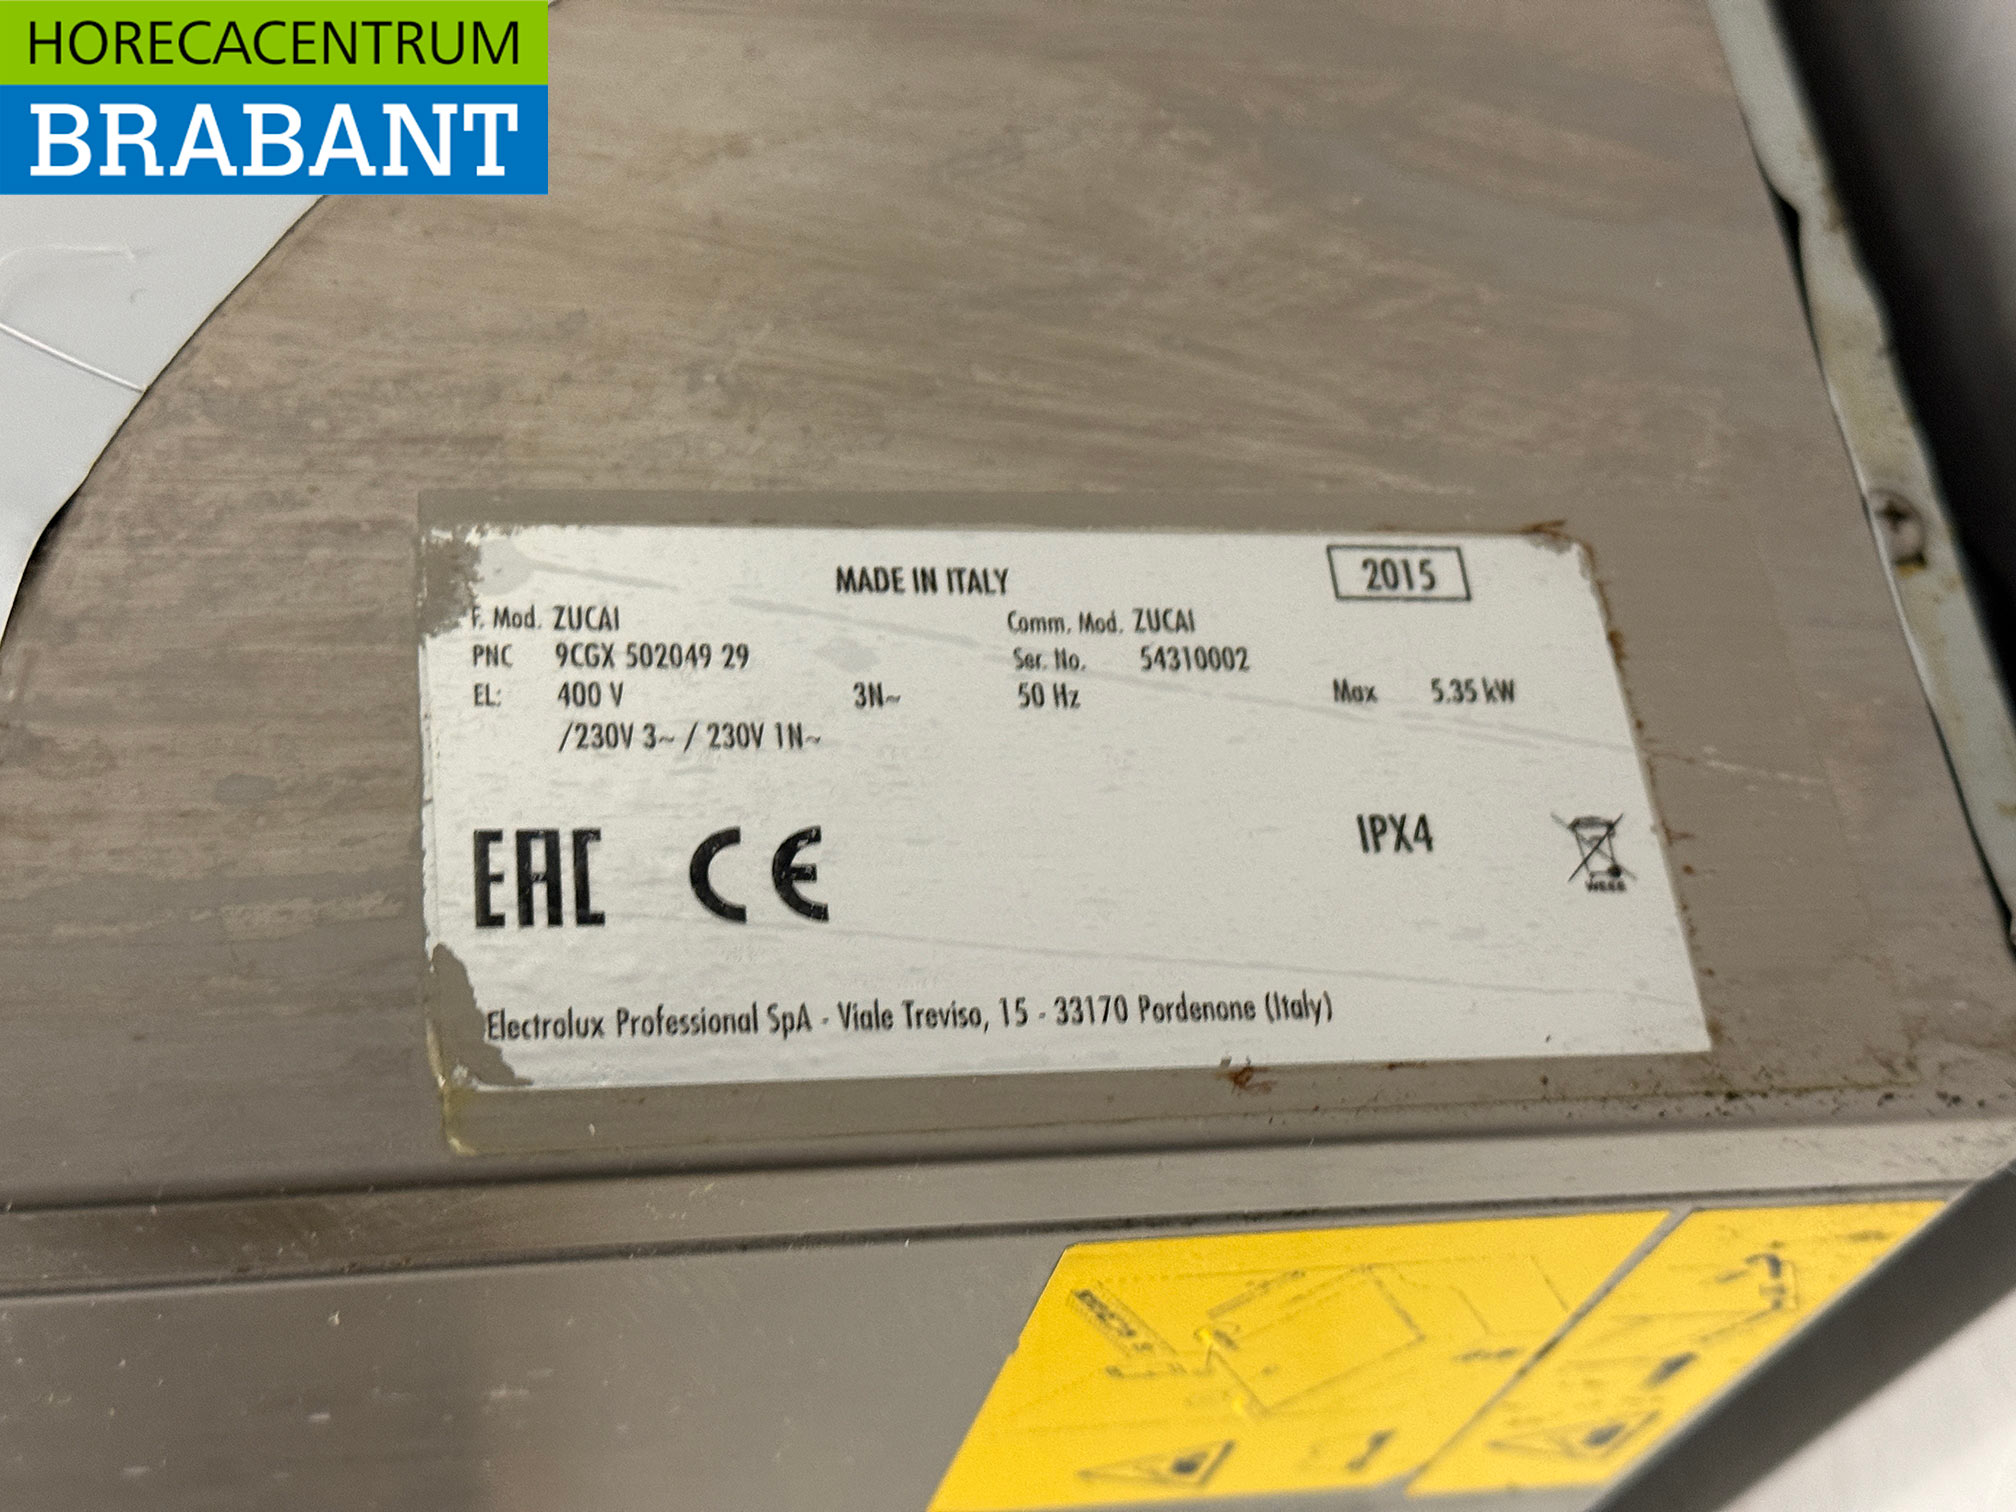 HORECACENTRUM
BRABANT
MADE IN ITALY
2015
F. Mod. ZUCAI
Comm. Mod. ZUCAI
PNC 9CGX 502049 29
Ser. No. 54310002
EL: 400 V 3N~ 50 Hz Max 5.35 kW
/230V 3~ / 230V 1N~
EAC CE
IPX4
WEEE
Electrolux Professional SpA - Viale Treviso, 15 - 33170 Pordenone (Italy)